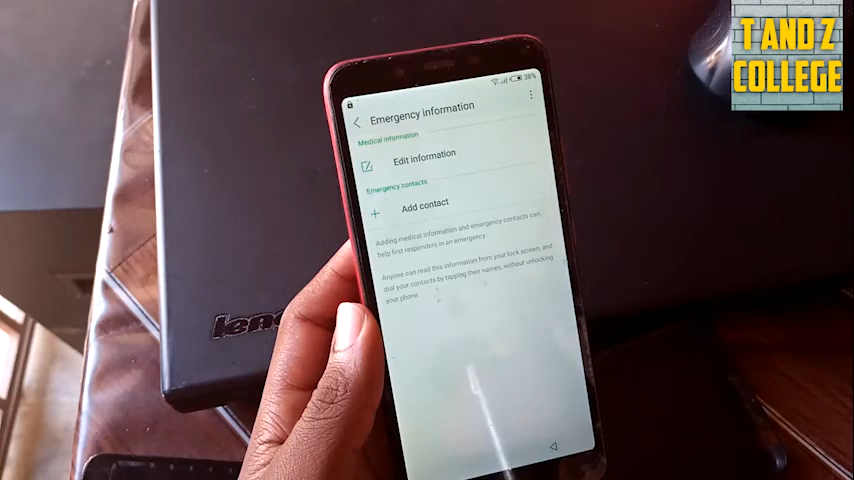 T AND Z
COLLEGE
38%
Emergency information
Medical information
Edit information
Emergency contacts
Add contact
Adding medical information and emergency contacts can
help first responders in an emergency.
Anyone can read this information from your lock screen, and
dial your contacts by tapping their names, without unlocking
your phone.